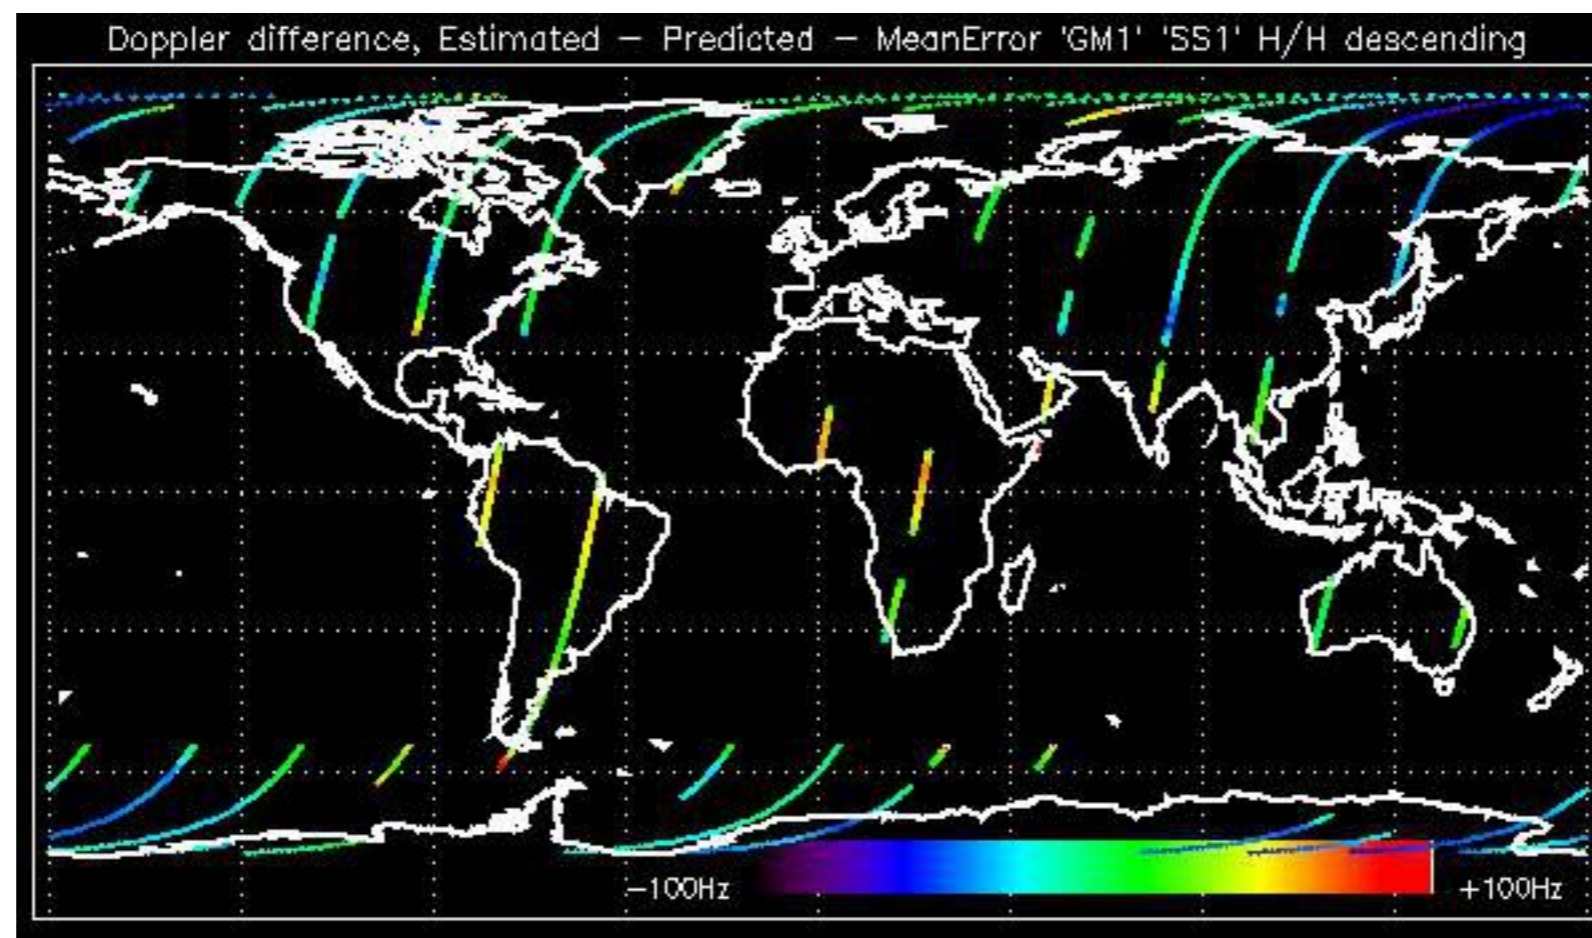 Doppler difference, Estimated – Predicted – MeanError 'GM1' 'SS1' H/H descending
−100Hz
+100Hz